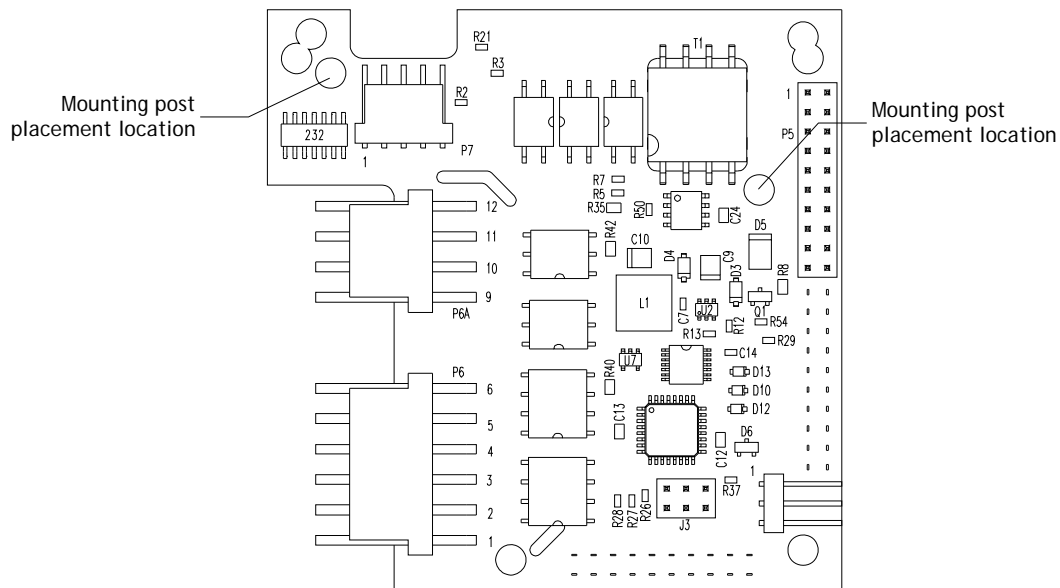 R21
T1
R3
R2
Mounting post
placement location
232
1
P7
1
P5
Mounting post
placement location
R7
R5
R35
R50
C24
12
11
10
9
P6A
R42
C10
D4
C9
D5
D3
R8
L1
C7
U2
R12
Q1
R54
R13
R29
U7
C14
D13
D10
D12
R40
C13
P6
6
5
4
3
2
1
D6
C12
1
R37
R28
R27
R26
J3